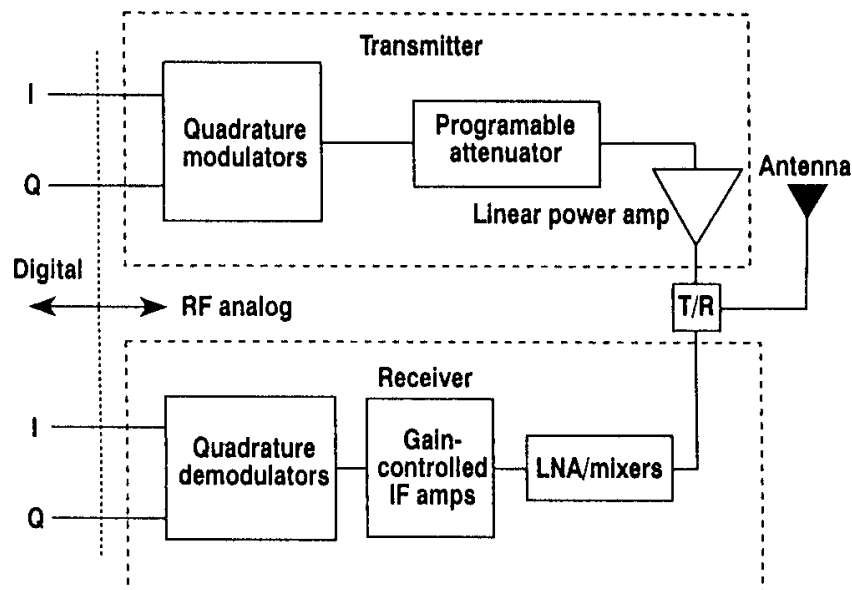 Transmitter
I
Quadrature
modulators
Programable
attenuator
Q
Linear power amp
Antenna
Digital
RF analog
T/R
Receiver
I
Quadrature
demodulators
Gain-
controlled
IF amps
LNA/mixers
Q